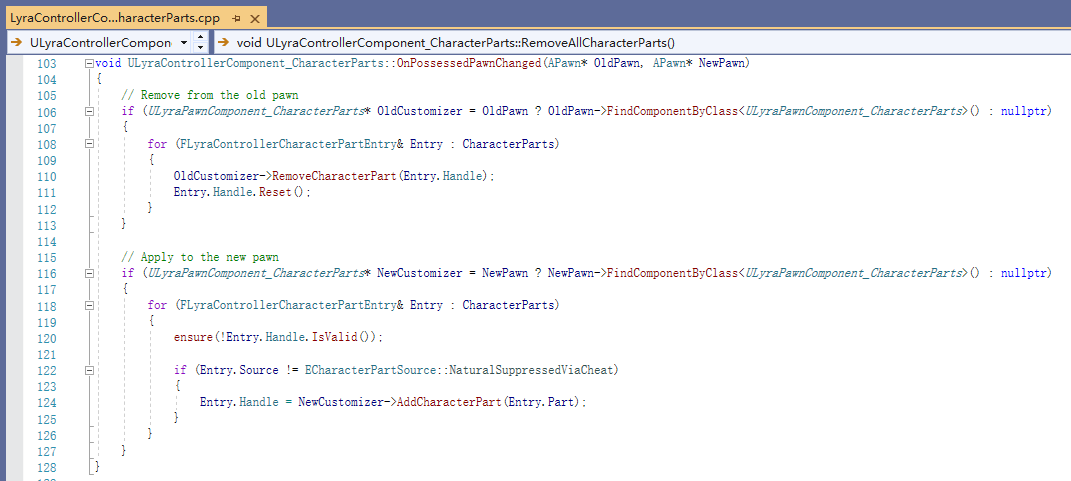 LyraControllerCo...haracterParts.cpp
ULyraControllerCompon
void ULyraControllerComponent_CharacterParts::RemoveAllCharacterParts()
103 void ULyraControllerComponent_CharacterParts::OnPossessedPawnChanged(APawn* OldPawn, APawn* NewPawn)
104 {
105 // Remove from the old pawn
106 if (ULyraPawnComponent_CharacterParts* OldCustomizer = OldPawn ? OldPawn->FindComponentByClass<ULyraPawnComponent_CharacterParts>() : nullptr)
107 {
108 for (FLyraControllerCharacterPartEntry& Entry : CharacterParts)
109 {
110 OldCustomizer->RemoveCharacterPart(Entry.Handle);
111 Entry.Handle.Reset();
112 }
113 }
114
115 // Apply to the new pawn
116 if (ULyraPawnComponent_CharacterParts* NewCustomizer = NewPawn ? NewPawn->FindComponentByClass<ULyraPawnComponent_CharacterParts>() : nullptr)
117 {
118 for (FLyraControllerCharacterPartEntry& Entry : CharacterParts)
119 {
120 ensure(!Entry.Handle.IsValid());
121
122 if (Entry.Source != ECharacterPartSource::NaturalSuppressedViaCheat)
123 {
124 Entry.Handle = NewCustomizer->AddCharacterPart(Entry.Part);
125 }
126 }
127 }
128 }